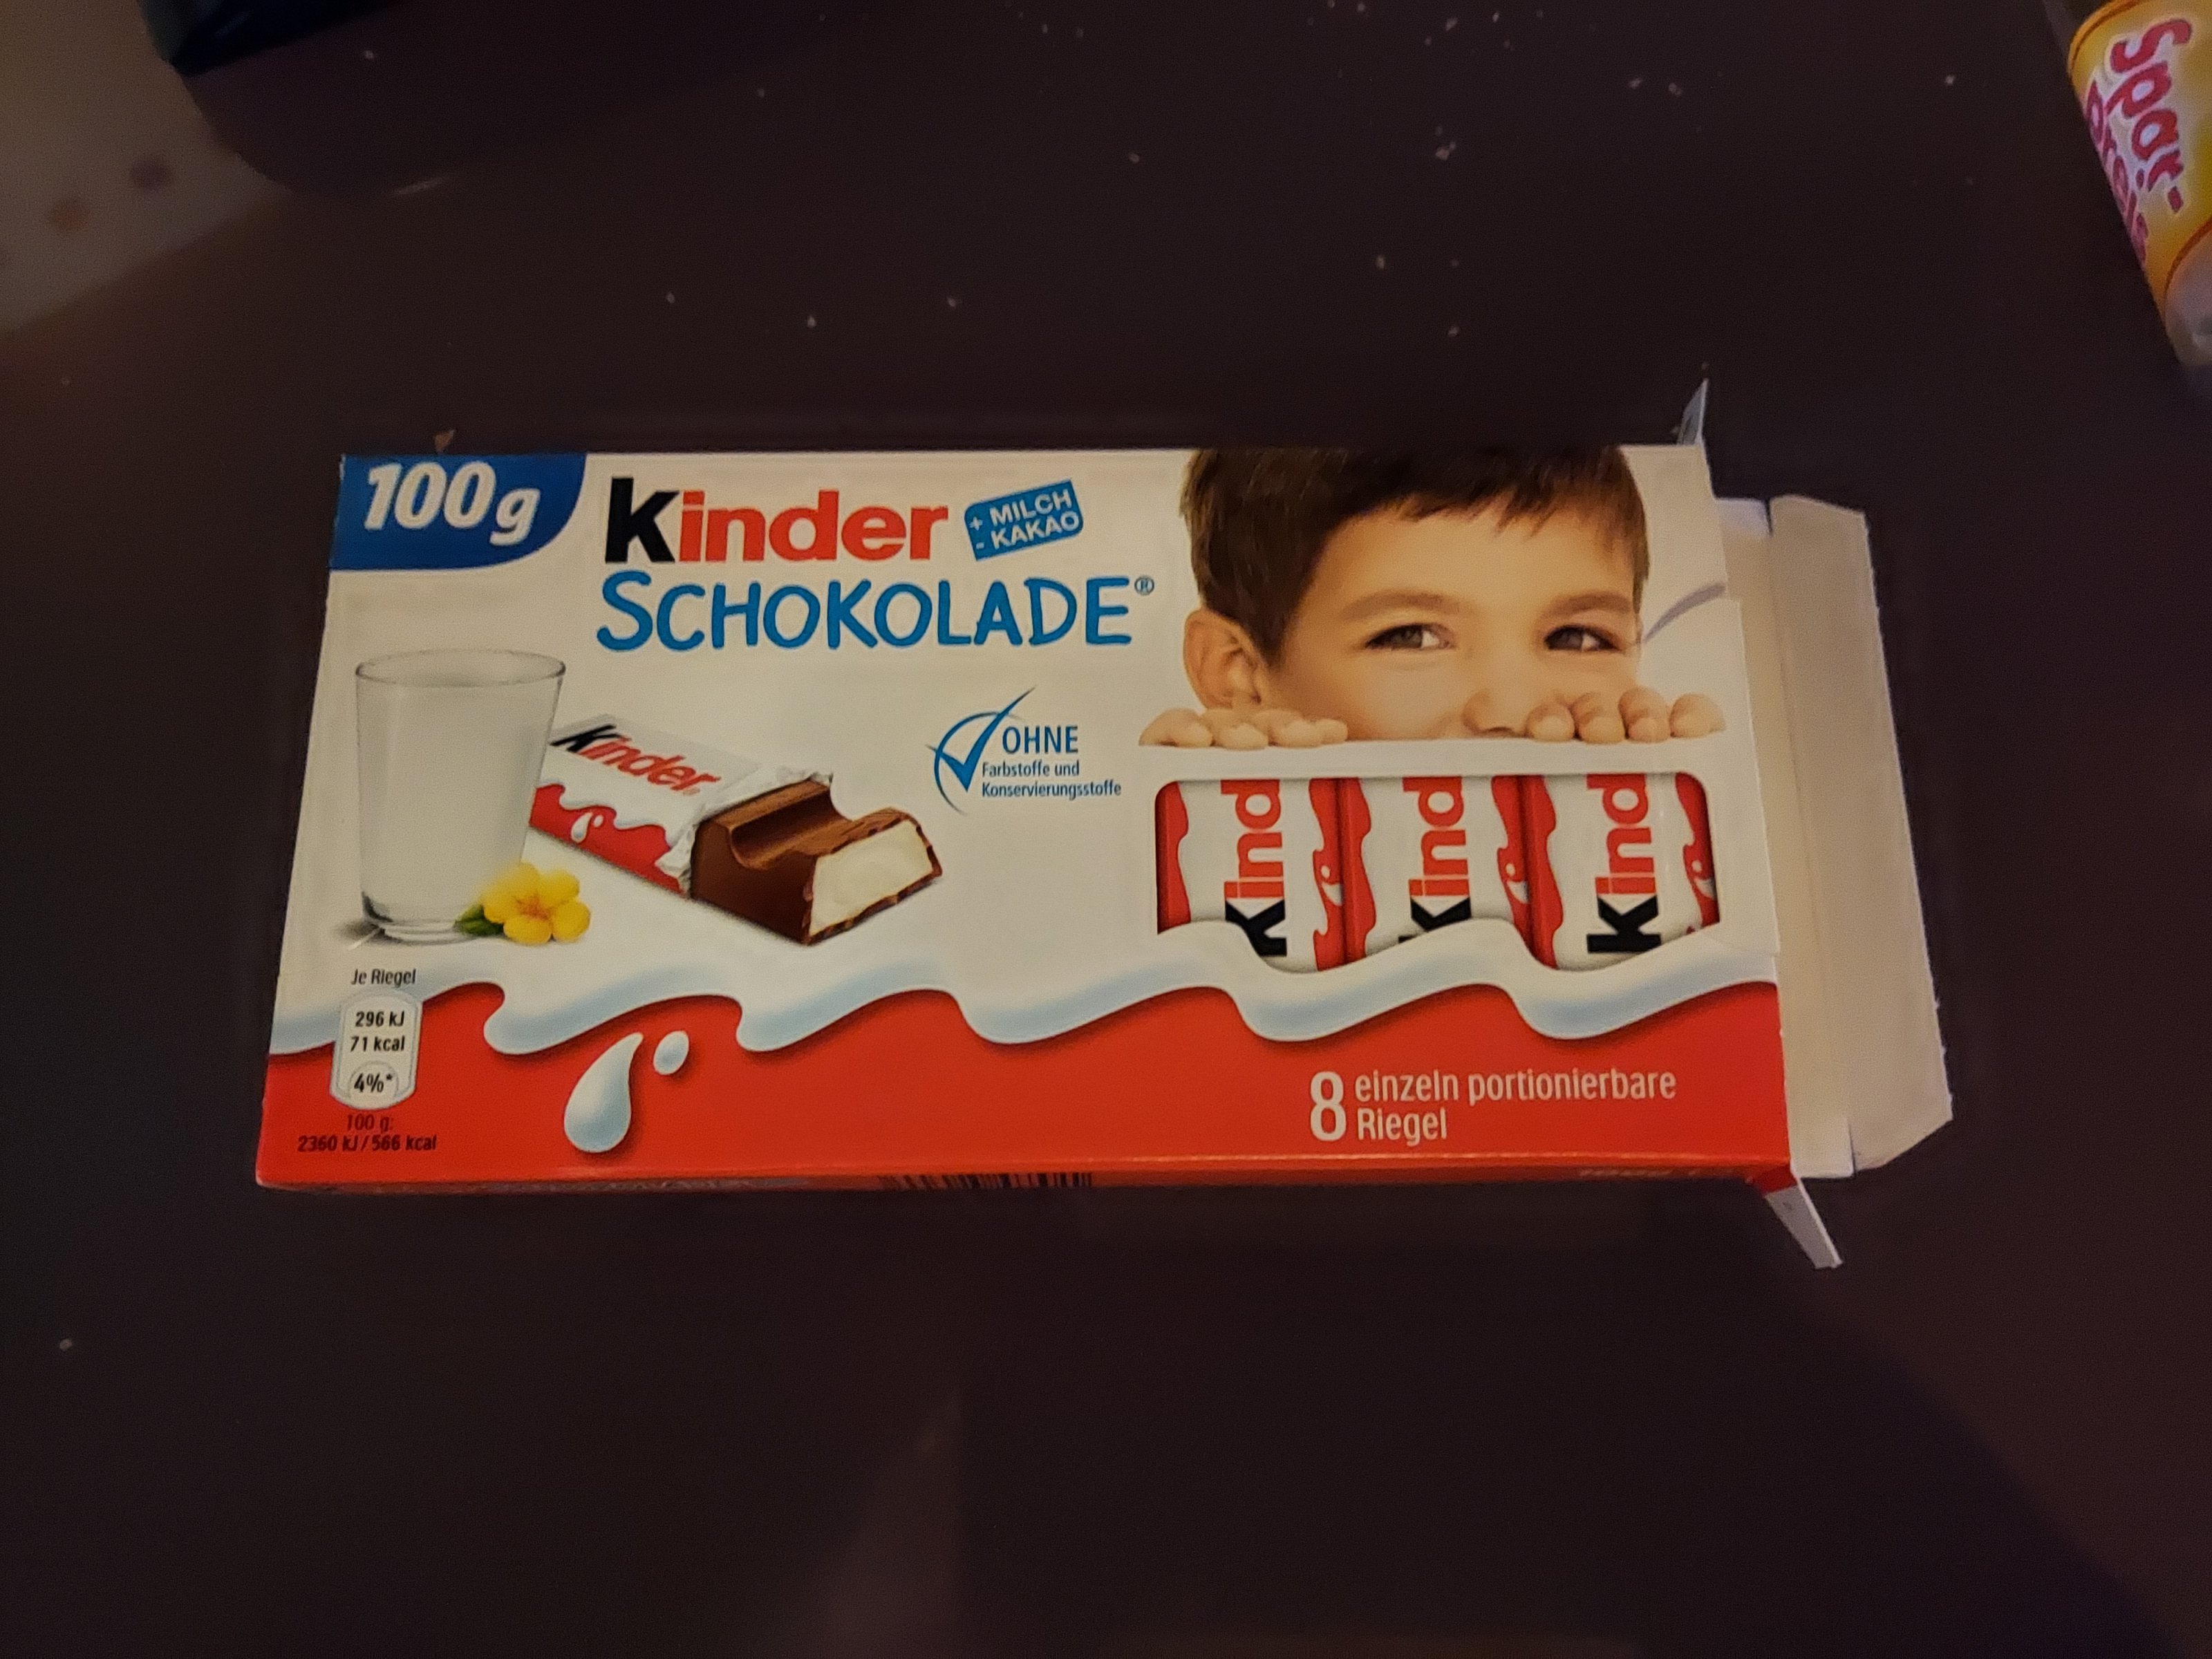 Spar-
100g
Kinder
+ MILCH
- KAKAO
SCHOKOLADE®
Kinder
OHNE
Farbstoffe und
Konservierungsstoffe
Kind
Kind
Kind
Je Riegel
296 kJ
71 kcal
4%*
100 g:
2360 kJ / 566 kcal
8 einzeln portionierbare
Riegel